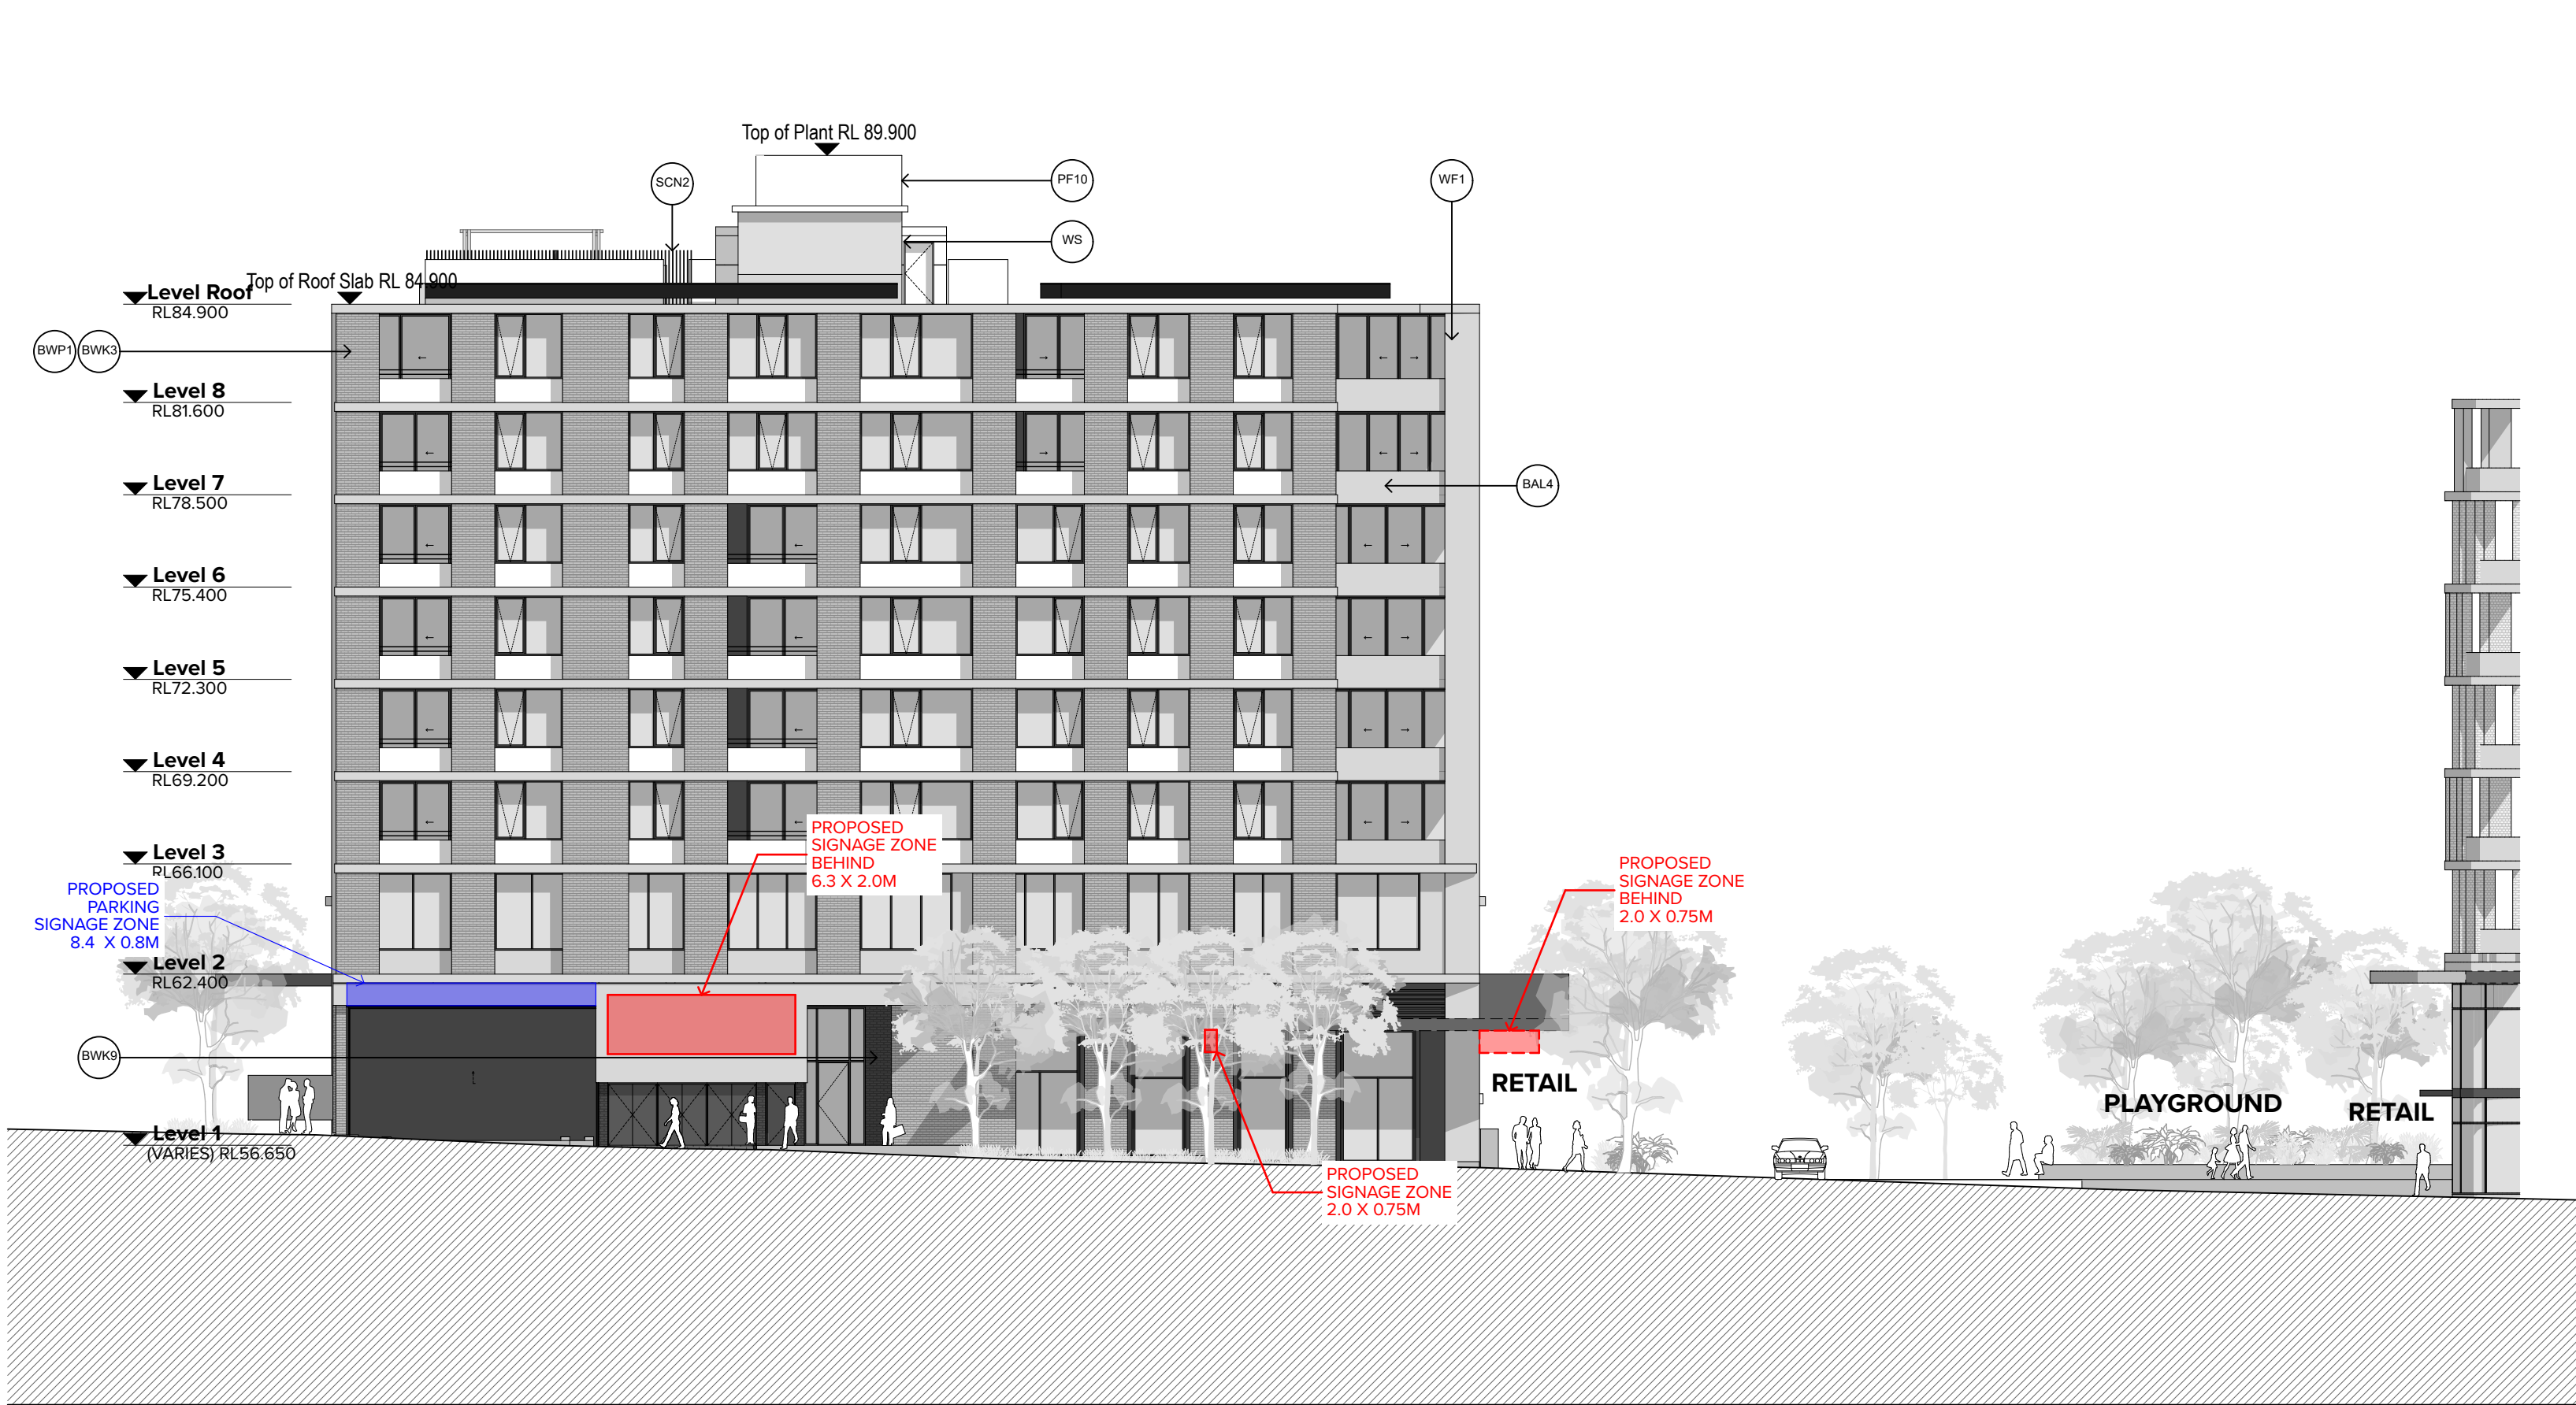 Top of Plant RL 89.900
SCN2
PF10
WF1
WS
Top of Roof Slab RL 84.900
Level Roof
RL84.900
BWP1
BWK3
Level 8
RL81.600
Level 7
RL78.500
BAL4
Level 6
RL75.400
Level 5
RL72.300
Level 4
RL69.200
PROPOSED
SIGNAGE ZONE
BEHIND
6.3 X 2.0M
Level 3
RL66.100
PROPOSED
SIGNAGE ZONE
BEHIND
2.0 X 0.75M
PROPOSED
PARKING
SIGNAGE ZONE
8.4 X 0.8M
Level 2
RL62.400
BWK9
RETAIL
PLAYGROUND
RETAIL
Level 1
(VARIES) RL56.650
PROPOSED
SIGNAGE ZONE
2.0 X 0.75M